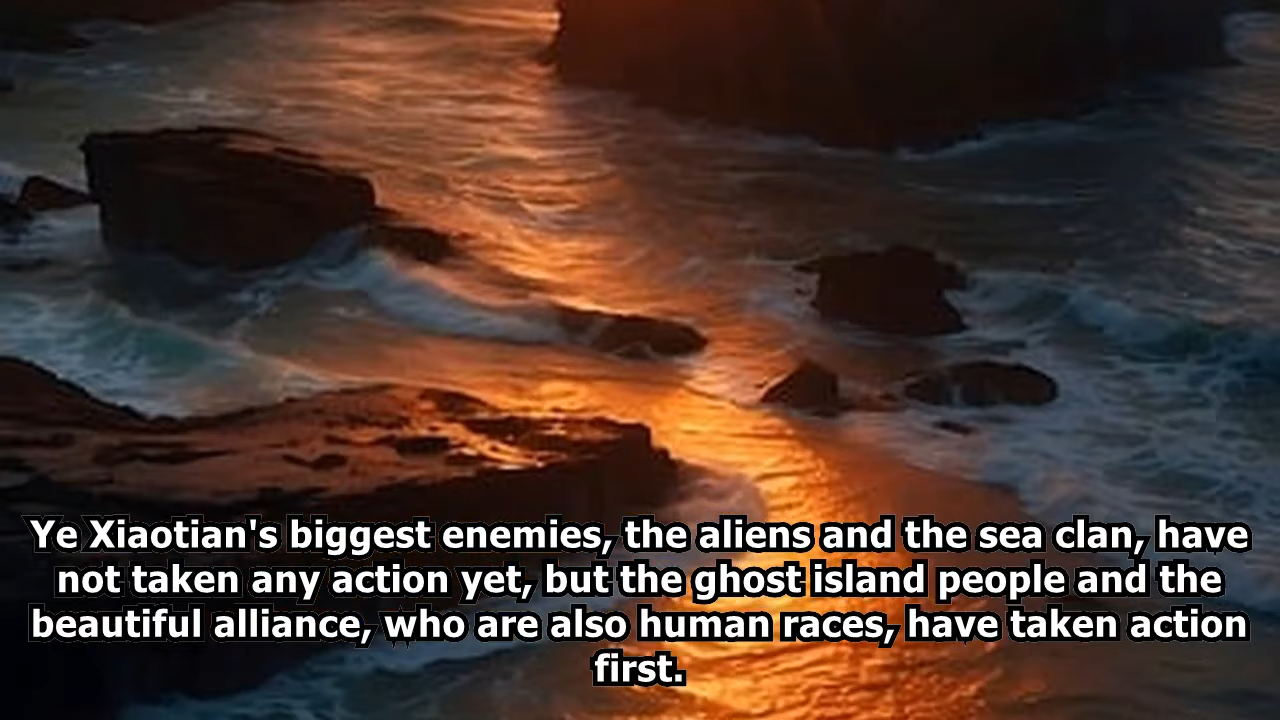 Ye Xiaotian's biggest enemies, the aliens and the sea clan, have
not taken any action yet, but the ghost island people and the
beautiful alliance, who are also human races, have taken action
first.